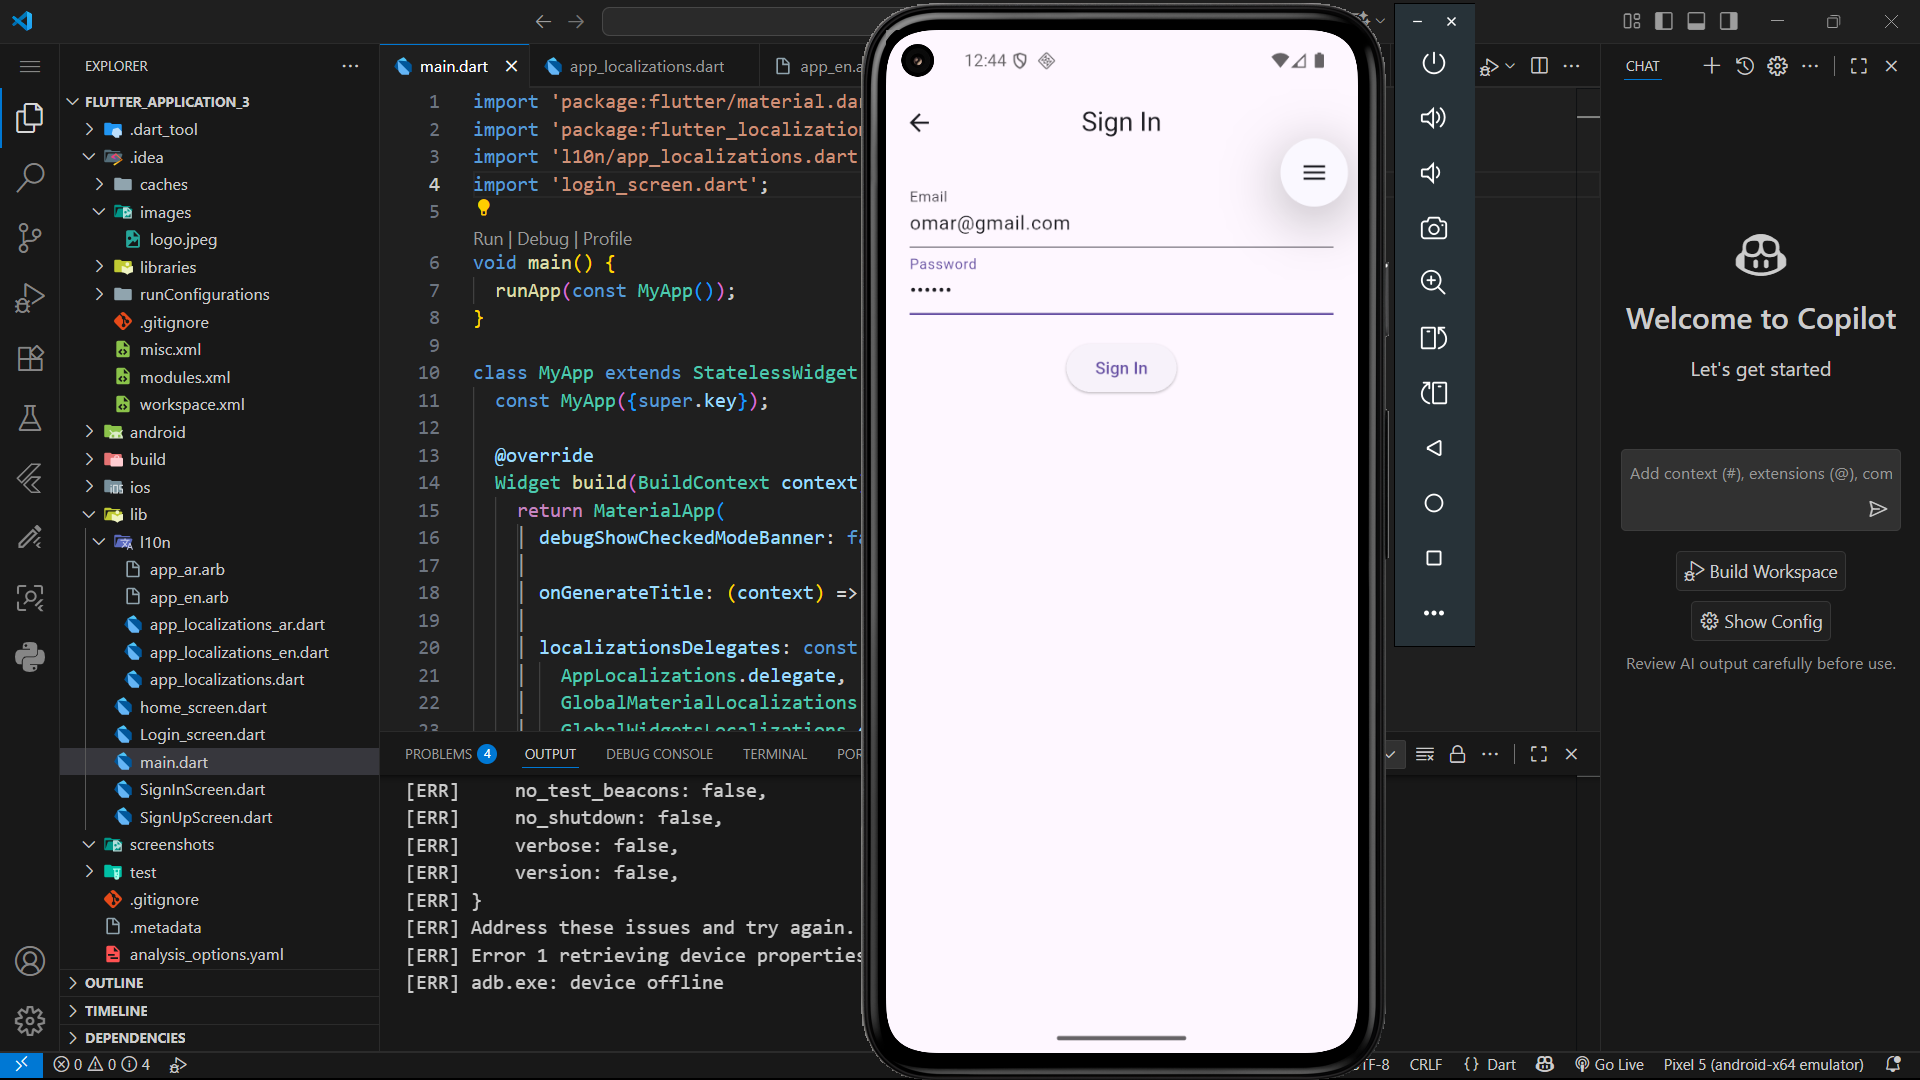 EXPLORER
FLUTTER_APPLICATION_3
.dart_tool
.idea
caches
images
logo.jpeg
libraries
runConfigurations
.gitignore
misc.xml
modules.xml
workspace.xml
android
build
ios
lib
l10n
app_ar.arb
app_en.arb
app_localizations_ar.dart
app_localizations_en.dart
app_localizations.dart
home_screen.dart
Login_screen.dart
main.dart
SignInScreen.dart
SignUpScreen.dart
screenshots
test
.gitignore
.metadata
analysis_options.yaml
OUTLINE
TIMELINE
DEPENDENCIES
main.dart
app_localizations.dart
app_en.a
1 import 'package:flutter/material.dar
2 import 'package:flutter_localization
3 import 'l10n/app_localizations.dart
4 import 'login_screen.dart';
5
Run | Debug | Profile
6 void main() {
7 runApp(const MyApp());
8 }
9
10 class MyApp extends StatelessWidget
11 const MyApp({super.key});
12
13 @override
14 Widget build(BuildContext context
15 return MaterialApp(
16 debugShowCheckedModeBanner: fa
17
18 onGenerateTitle: (context) =>
19
20 localizationsDelegates: const
21 AppLocalizations.delegate,
22 GlobalMaterialLocalizations
23 GlobalWidgetsLocalizations.
PROBLEMS 4
OUTPUT
DEBUG CONSOLE
TERMINAL
POR
[ERR] no_test_beacons: false,
[ERR] no_shutdown: false,
[ERR] verbose: false,
[ERR] version: false,
[ERR] }
[ERR] Address these issues and try again.
[ERR] Error 1 retrieving device properties
[ERR] adb.exe: device offline
12:44
Sign In
Email
omar@gmail.com
Password
••••••
Sign In
CHAT
Welcome to Copilot
Let's get started
Add context (#), extensions (@), com
Build Workspace
Show Config
Review AI output carefully before use.
0 0 4
TF-8
CRLF
{} Dart
Go Live
Pixel 5 (android-x64 emulator)